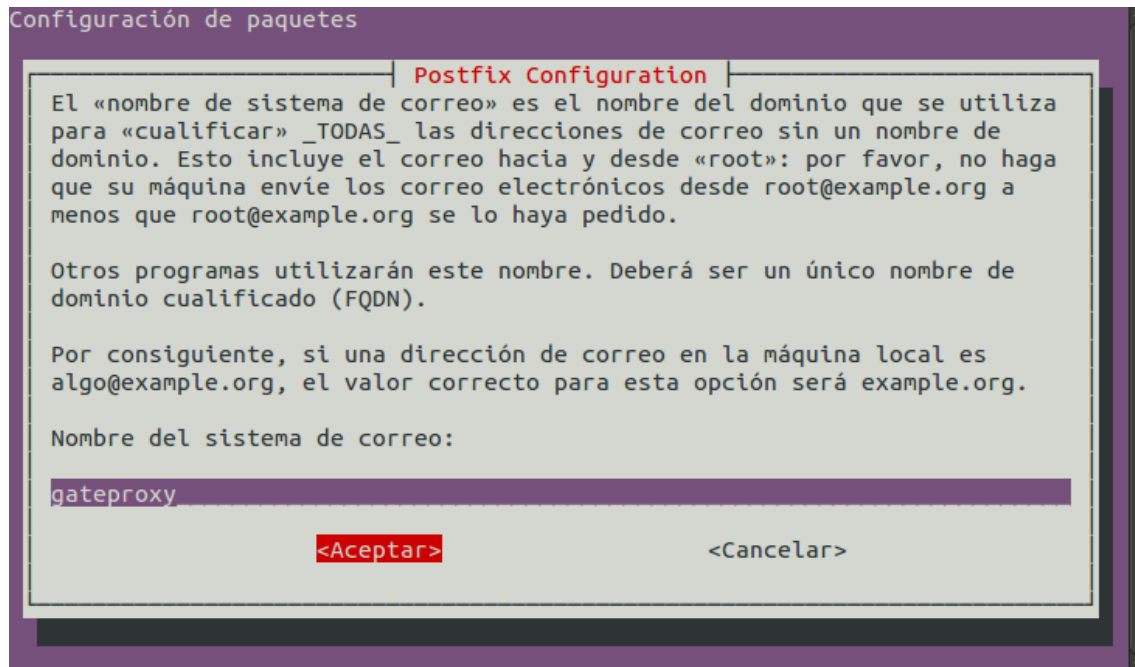 Configuración de paquetes
Postfix Configuration
El «nombre de sistema de correo» es el nombre del dominio que se utiliza
para «cualificar» _TODAS_ las direcciones de correo sin un nombre de
dominio. Esto incluye el correo hacia y desde «root»: por favor, no haga
que su máquina envíe los correo electrónicos desde root@example.org a
menos que root@example.org se lo haya pedido.
Otros programas utilizarán este nombre. Deberá ser un único nombre de
dominio cualificado (FQDN).
Por consiguiente, si una dirección de correo en la máquina local es
algo@example.org, el valor correcto para esta opción será example.org.
Nombre del sistema de correo:
gateproxy
<Aceptar> <Cancelar>